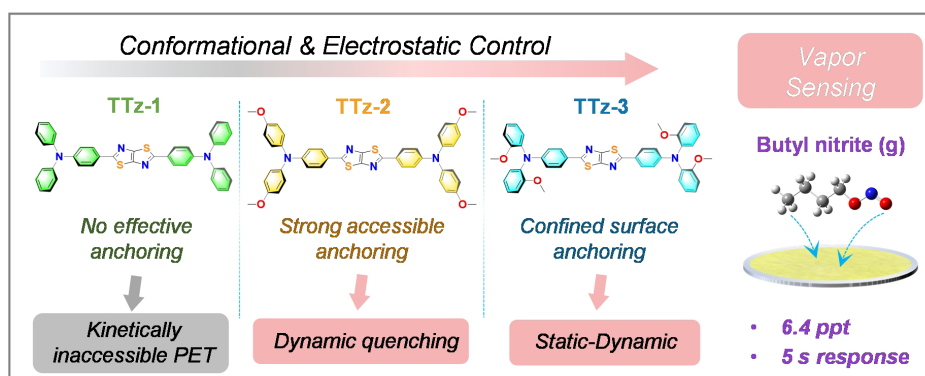 Conformational & Electrostatic Control
TTz-1
N
N
S
S
N
N
No effective
anchoring
Kinetically
inaccessible PET
TTz-2
O
O
N
N
S
S
N
N
O
O
Strong accessible
anchoring
Dynamic quenching
TTz-3
O
O
N
N
S
S
N
N
O
O
Confined surface
anchoring
Static-Dynamic
Vapor
Sensing
Butyl nitrite (g)
• 6.4 ppt
• 5 s response